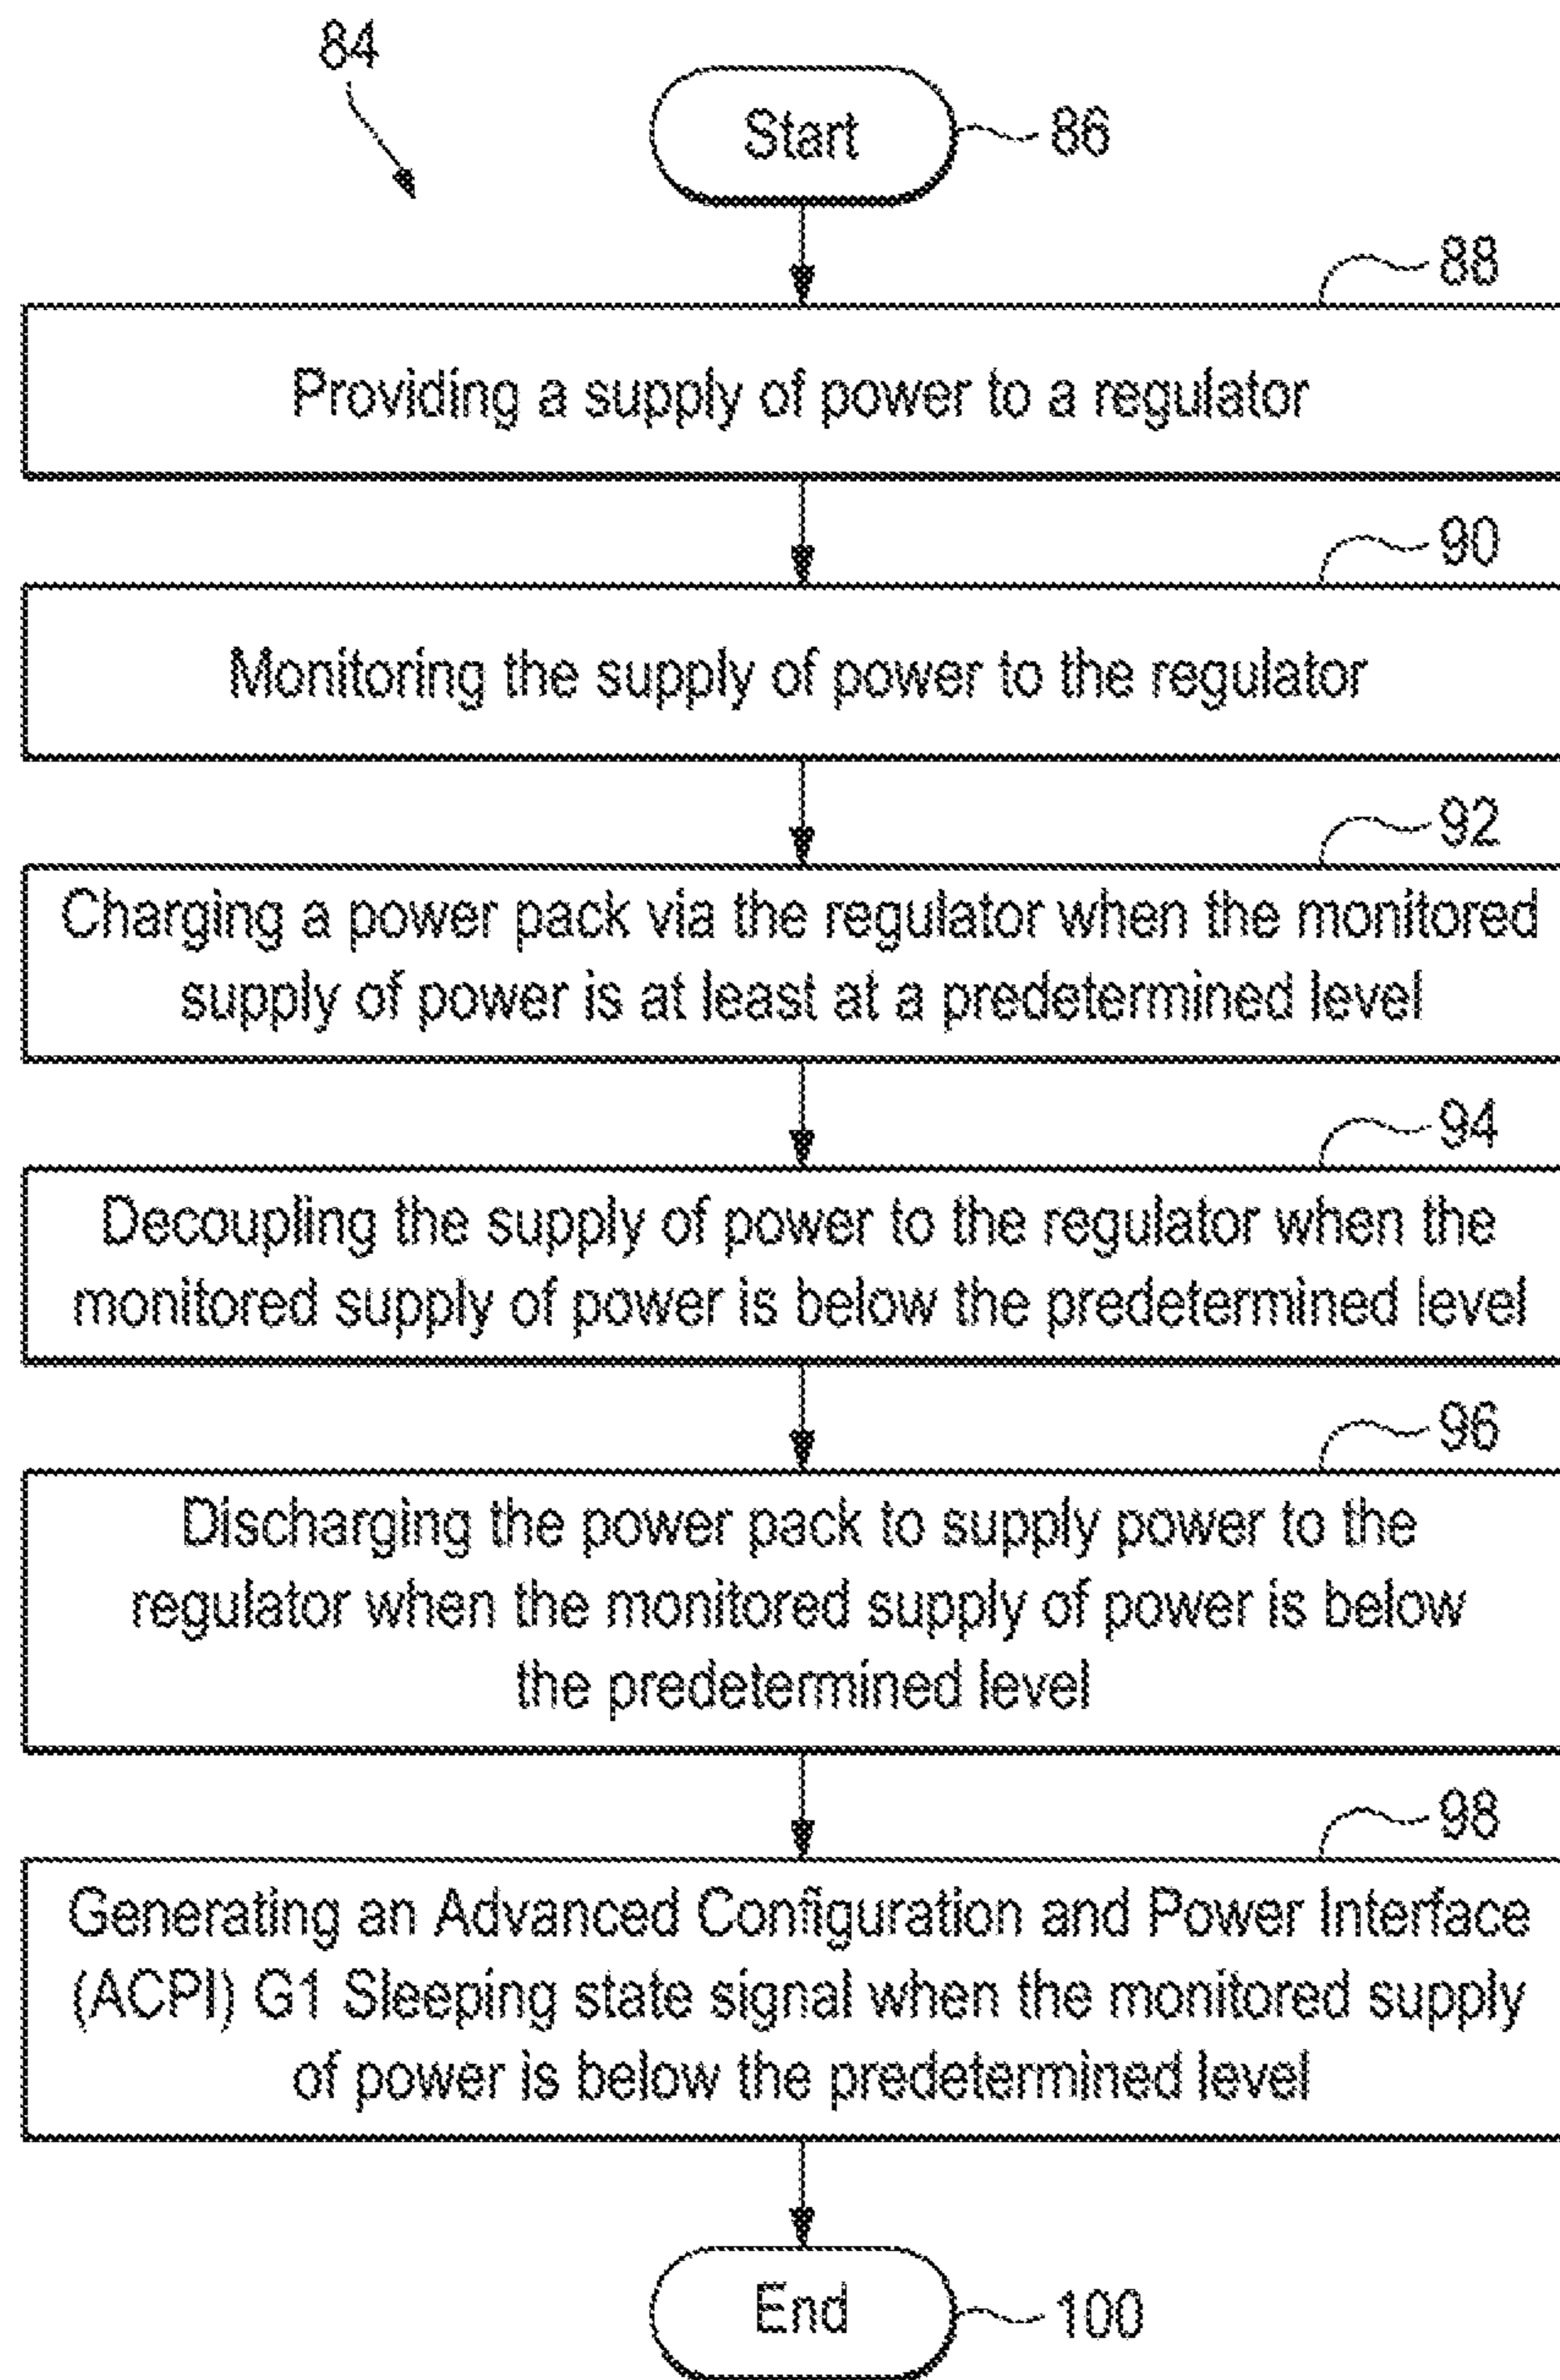 84
Start
86
88
Providing a supply of power to a regulator
90
Monitoring the supply of power to the regulator
92
Charging a power pack via the regulator when the monitored
supply of power is at least at a predetermined level
94
Decoupling the supply of power to the regulator when the
monitored supply of power is below the predetermined level
96
Discharging the power pack to supply power to the
regulator when the monitored supply of power is below
the predetermined level
98
Generating an Advanced Configuration and Power Interface
(ACPI) G1 Sleeping state signal when the monitored supply
of power is below the predetermined level
End
100